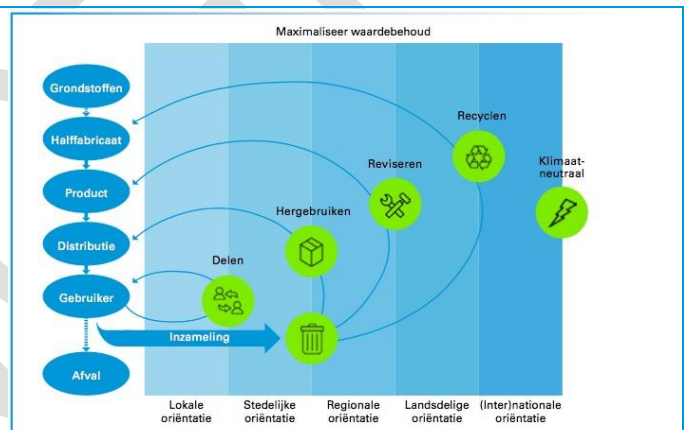 Maximaliseer waardebehoud
Grondstoffen
Halffabricaat
Product
Distributie
Gebruiker
Afval
Inzameling
Delen
Hergebruiken
Reviseren
Recyclen
Klimaat-
neutraal
Lokale
oriëntatie
Stedelijke
oriëntatie
Regionale
oriëntatie
Landsdelige
oriëntatie
(Inter)nationale
oriëntatie